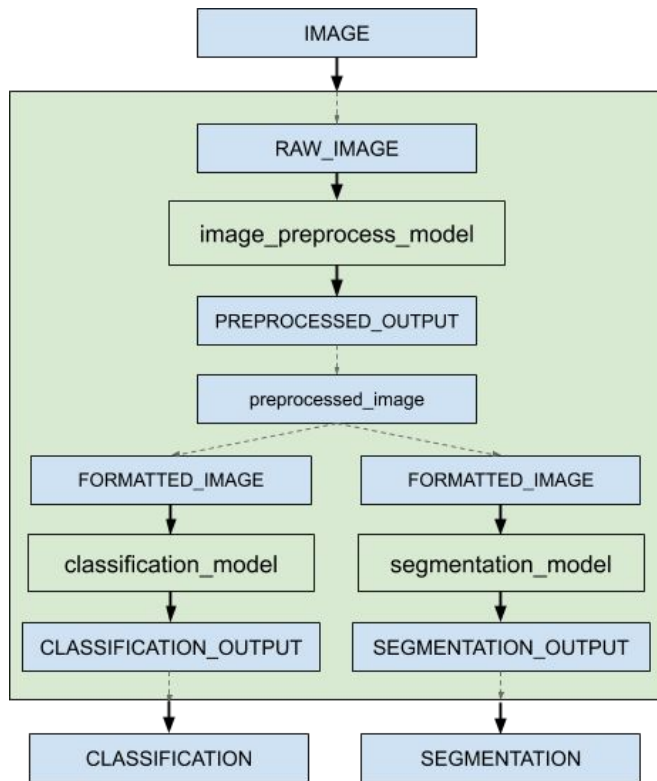 IMAGE
RAW_IMAGE
image_preprocess_model
PREPROCESSED_OUTPUT
preprocessed_image
FORMATTED_IMAGE
FORMATTED_IMAGE
classification_model
segmentation_model
CLASSIFICATION_OUTPUT
SEGMENTATION_OUTPUT
CLASSIFICATION
SEGMENTATION